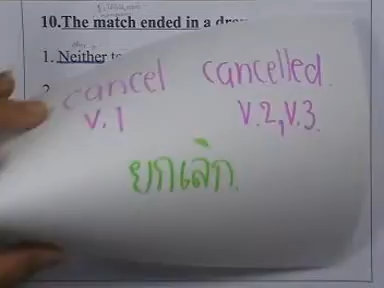 10.The match ended in a
1. Neither
cancel cancelled.
v.1 v.2,v.3.
ยกเลิก.